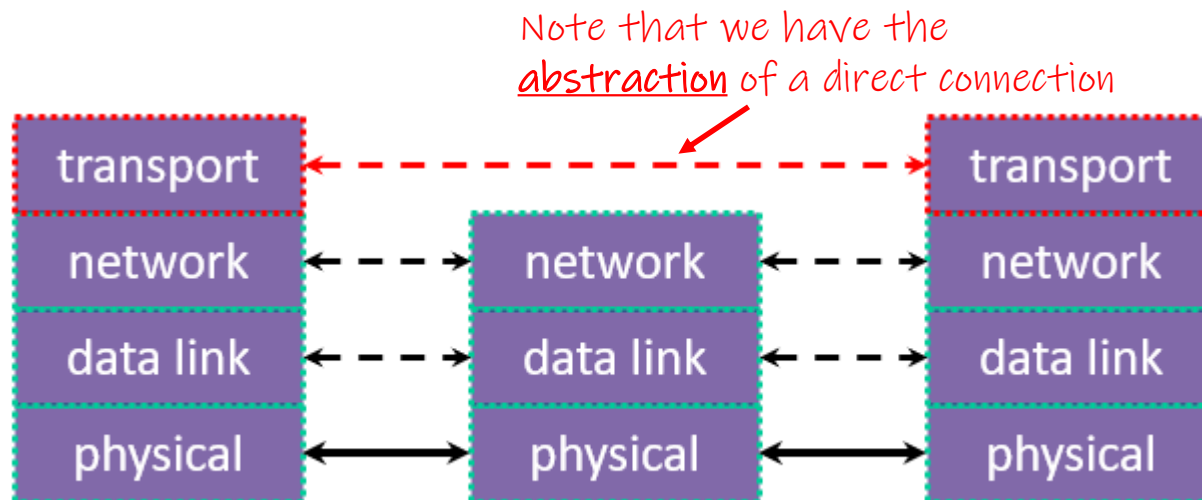 Note that we have the
abstraction of a direct connection
transport transport
network network network
data link data link data link
physical physical physical